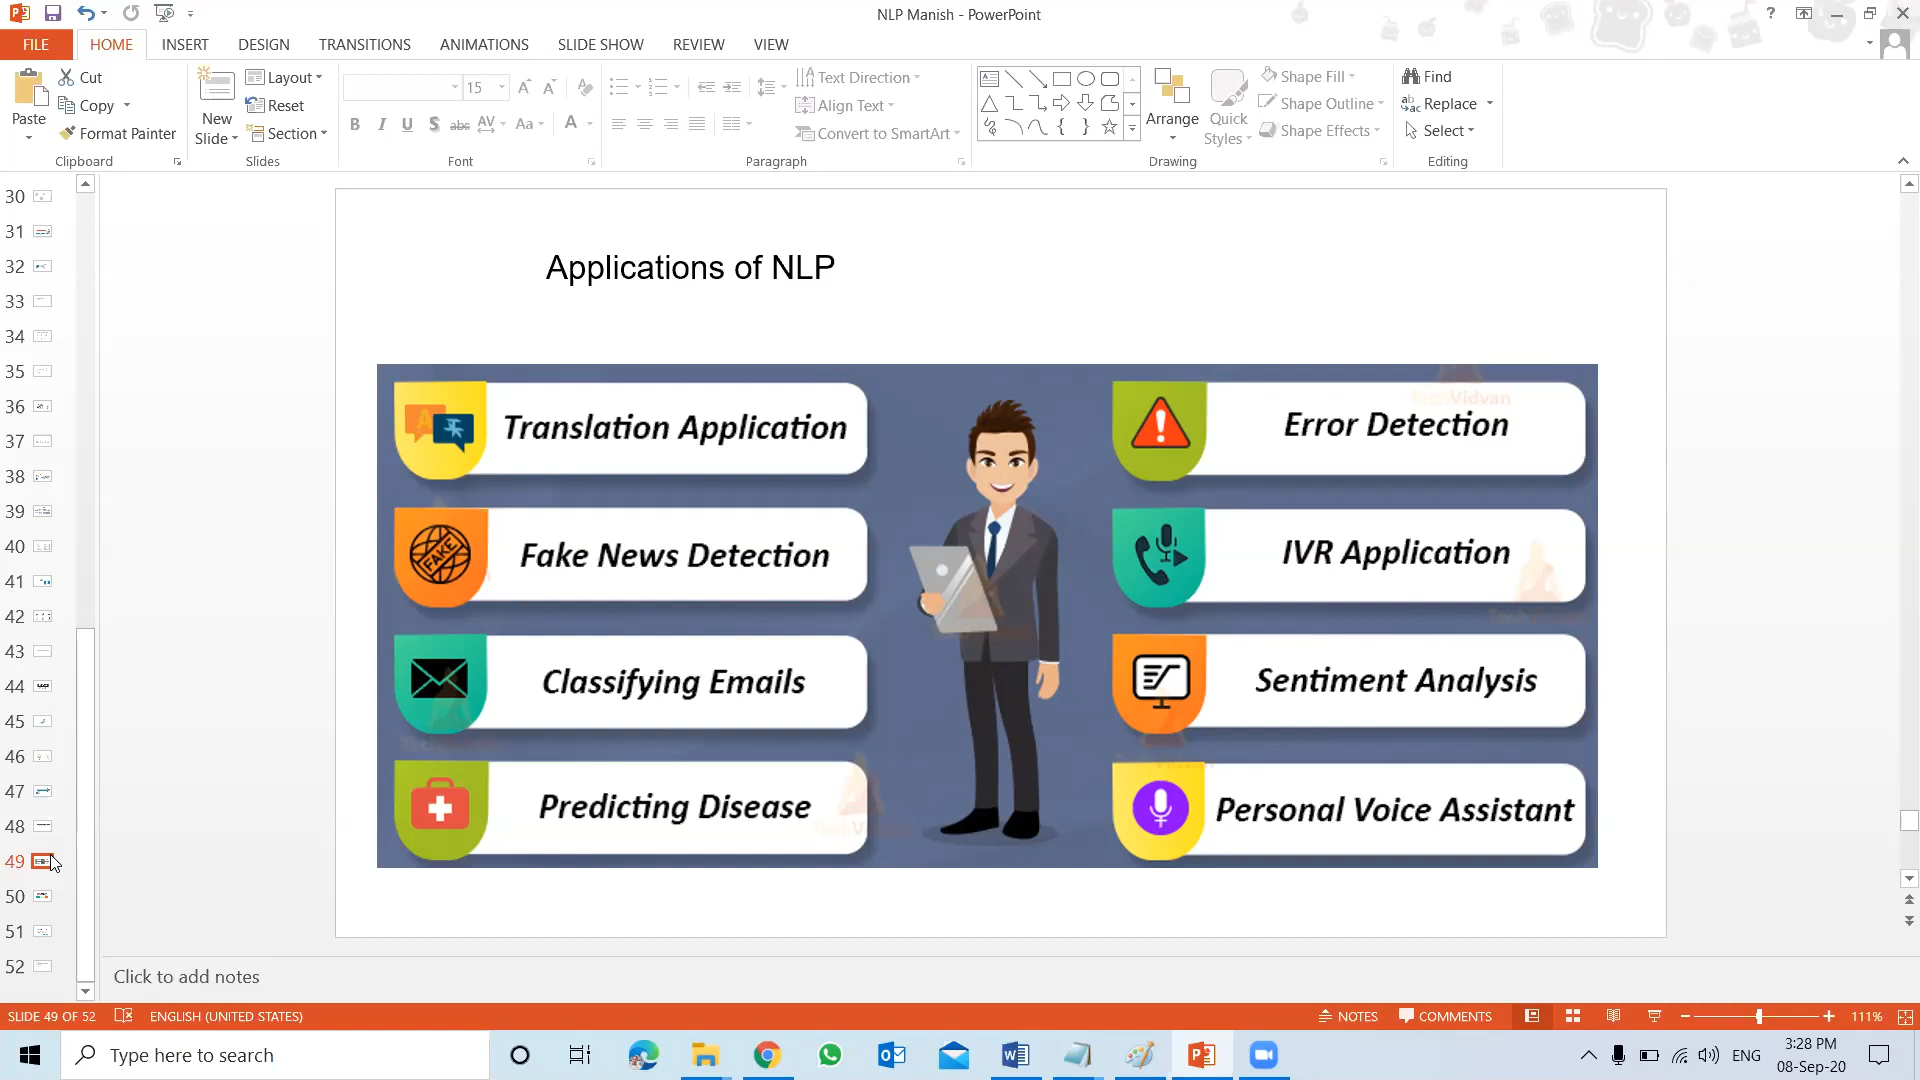 NLP Manish - PowerPoint
?
FILE
HOME
INSERT
DESIGN
TRANSITIONS
ANIMATIONS
SLIDE SHOW
REVIEW
VIEW
Paste
Cut
Copy
Format Painter
Clipboard
New
Slide
Layout
Reset
Section
Slides
15
B I U S abc AV Aa A
Font
Text Direction
Align Text
Convert to SmartArt
Paragraph
Arrange
Quick
Styles
Shape Fill
Shape Outline
Shape Effects
Drawing
Find
Replace
Select
Editing
30
31
32
33
34
35
36
37
38
39
40
41
42
43
44
45
46
47
48
49
50
51
52
Applications of NLP
Translation Application
Fake News Detection
FAKE
Classifying Emails
Predicting Disease
Error Detection
IVR Application
Sentiment Analysis
Personal Voice Assistant
TechVidvan
Click to add notes
SLIDE 49 OF 52
ENGLISH (UNITED STATES)
NOTES
COMMENTS
111%
Type here to search
ENG
3:28 PM
08-Sep-20